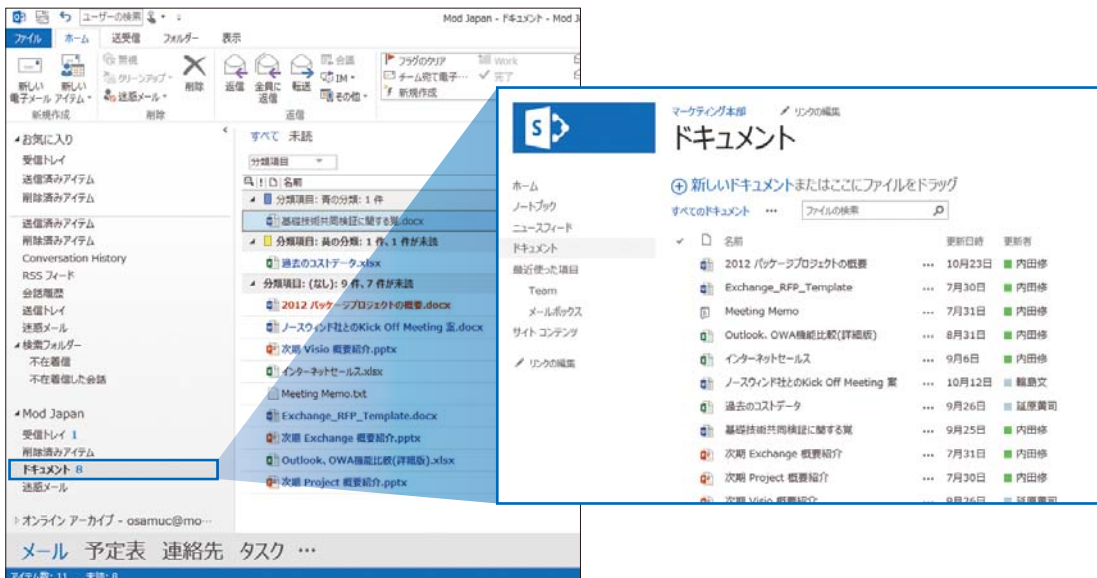 ユーザーの検索
Mod Japan - ドキュメント - Mod J
ファイル ホーム 送受信 フォルダー 表示
新しい 電子メール
新しい アイテム
無視
クリーンアップ
迷惑メール
削除
返信 全員に返信 転送
会議
IM
その他
フラグのクリア
チーム宛て電子…
新規作成
Work
完了
新規作成 削除 返信
お気に入り
受信トレイ
送信済みアイテム
削除済みアイテム
送信済みアイテム
削除済みアイテム
Conversation History
RSS フィード
会話履歴
送信トレイ
迷惑メール
検索フォルダー
不在着信
不在着信した会話
Mod Japan
受信トレイ 1
削除済みアイテム
ドキュメント 8
迷惑メール
オンライン アーカイブ - osamuc@mo…
すべて 未読
分類項目
名前
分類項目: 青の分類: 1 件
基礎技術共同検証に関する覚.docx
分類項目: 黄の分類: 1 件、1 件が未読
過去のコストデータ.xlsx
分類項目: (なし): 9 件、7 件が未読
2012 パッケージプロジェクトの概要.docx
ノースウィンド社とのKick Off Meeting 案.docx
次期 Visio 概要紹介.pptx
インターネットセールス.xlsx
Meeting Memo.txt
Exchange_RFP_Template.docx
次期 Exchange 概要紹介.pptx
Outlook、OWA機能比較(詳細版).xlsx
次期 Project 概要紹介.pptx
メール 予定表 連絡先 タスク …
アイテム数: 11 未読: 8
S
マーケティング本部 リンクの編集
ドキュメント
ホーム
ノートブック
ニュースフィード
ドキュメント
最近使った項目
Team
メールボックス
サイト コンテンツ
リンクの編集
新しいドキュメントまたはここにファイルをドラッグ
すべてのドキュメント … ファイルの検索
名前 更新日時 更新者
2012 パッケージプロジェクトの概要 … 10月23日 内田修
Exchange_RFP_Template … 7月30日 内田修
Meeting Memo … 7月31日 内田修
Outlook、OWA機能比較(詳細版) … 8月31日 内田修
インターネットセールス … 9月6日 内田修
ノースウィンド社とのKick Off Meeting 案 … 10月12日 輪島文
過去のコストデータ … 9月26日 延原黄司
基礎技術共同検証に関する覚 … 9月25日 内田修
次期 Exchange 概要紹介 … 7月31日 内田修
次期 Project 概要紹介 … 7月30日 内田修
次期 Visio 概要紹介 … 9月26日 延原黄司